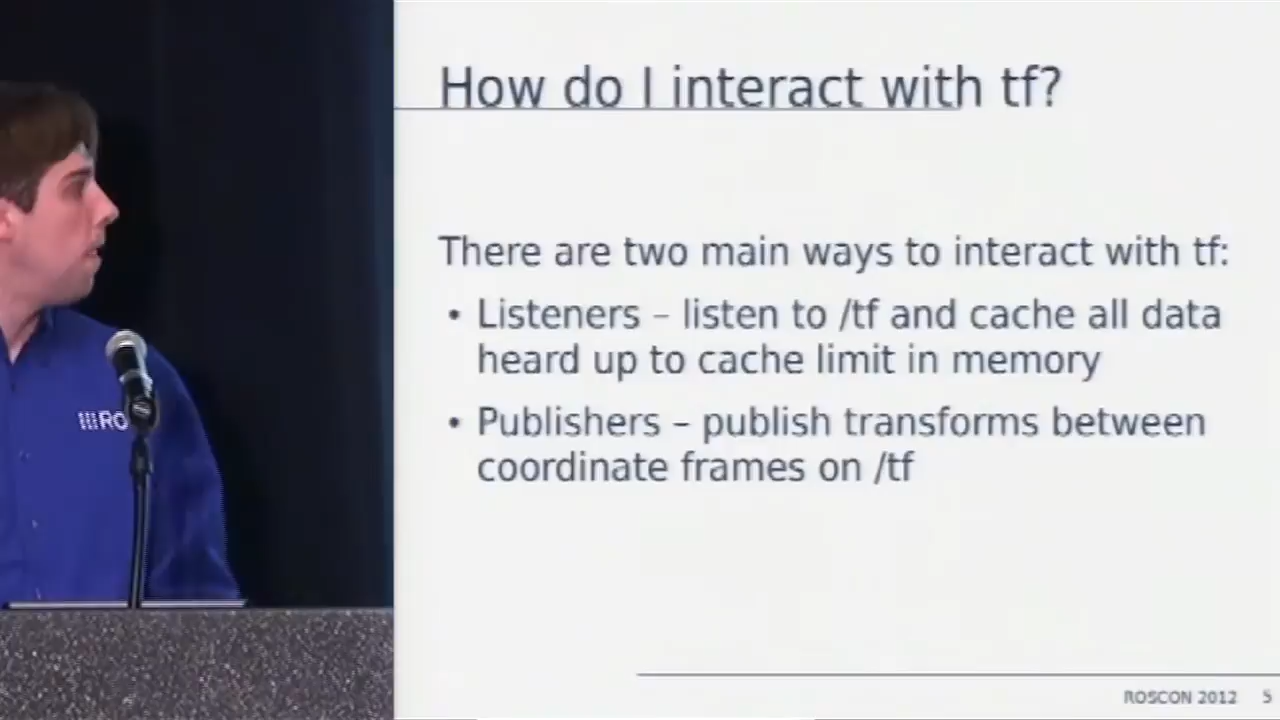 How do I interact with tf?
There are two main ways to interact with tf:
• Listeners – listen to /tf and cache all data
heard up to cache limit in memory
• Publishers – publish transforms between
coordinate frames on /tf
ROSCON 2012 5